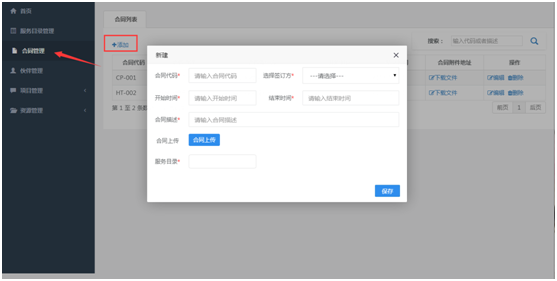 首页
服务目录管理
合同管理
伙伴管理
项目管理
资源管理
合同列表
+添加
搜索：
输入代码或者描述
合同代码
合同附件地址
操作
CP-001
下载文件
编辑 删除
HT-002
下载文件
编辑 删除
第 1 至 2 条
前页 1 后页
新建
×
合同代码*
请输入合同代码
选择签订方*
---请选择---
开始时间*
请输入开始时间
结束时间*
请输入结束时间
合同描述*
请输入合同描述
合同上传
合同上传
服务目录*
保存